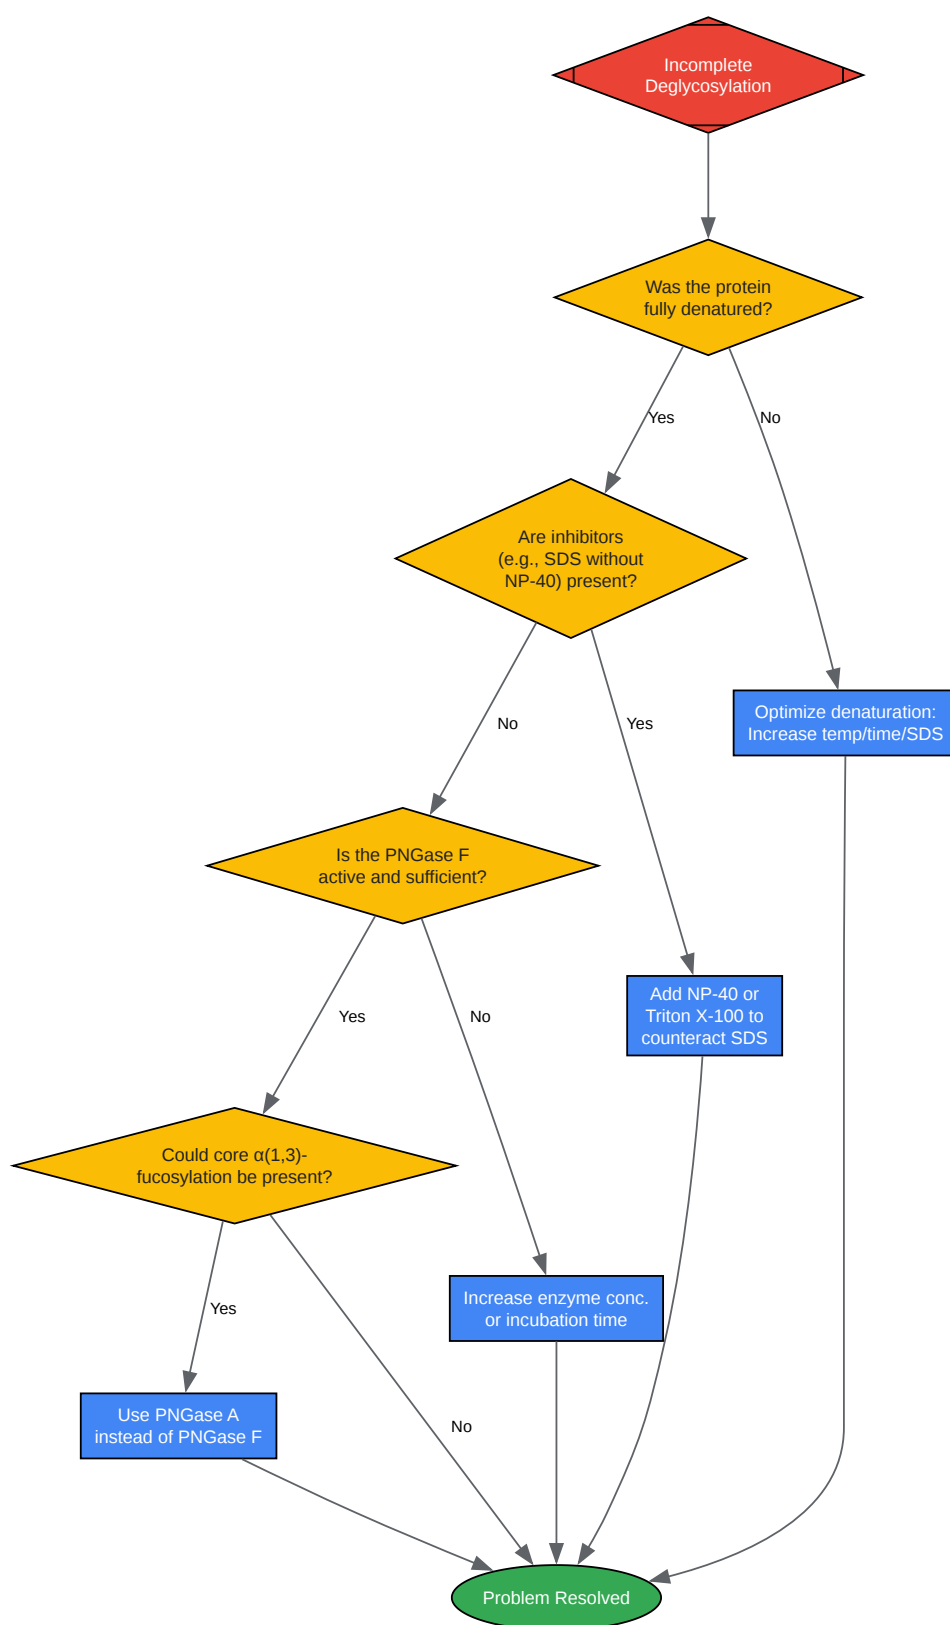 Incomplete
Deglycosylation
Was the protein
fully denatured?
Yes
No
Are inhibitors
(e.g., SDS without
NP-40) present?
No
Yes
Optimize denaturation:
Increase temp/time/SDS
Is the PNGase F
active and sufficient?
Yes
No
Add NP-40 or
Triton X-100 to
counteract SDS
Could core α(1,3)-
fucosylation be present?
Yes
No
Increase enzyme conc.
or incubation time
Use PNGase A
instead of PNGase F
Problem Resolved